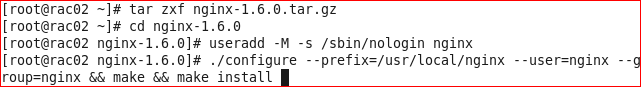 [root@rac02 ~]# tar zxf nginx-1.6.0.tar.gz
[root@rac02 ~]# cd nginx-1.6.0
[root@rac02 nginx-1.6.0]# useradd -M -s /sbin/nologin nginx
[root@rac02 nginx-1.6.0]# ./configure --prefix=/usr/local/nginx --user=nginx --g
roup=nginx && make && make install